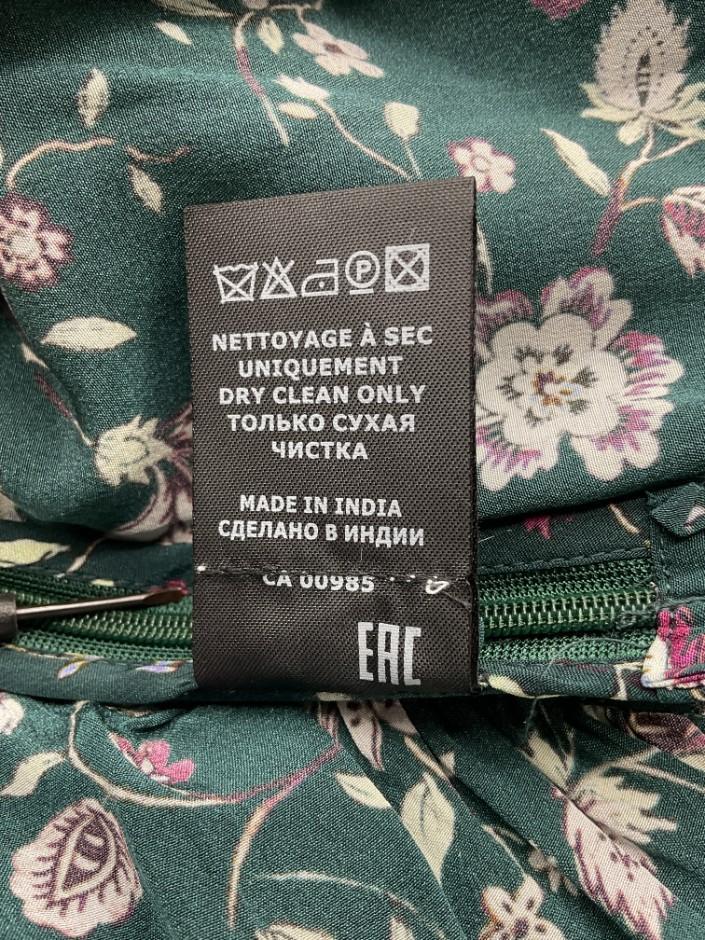 P
NETTOYAGE À SEC
UNIQUEMENT
DRY CLEAN ONLY
ТОЛЬКО СУХАЯ
ЧИСТКА
MADE IN INDIA
СДЕЛАНО В ИНДИИ
CA 00985
EAC